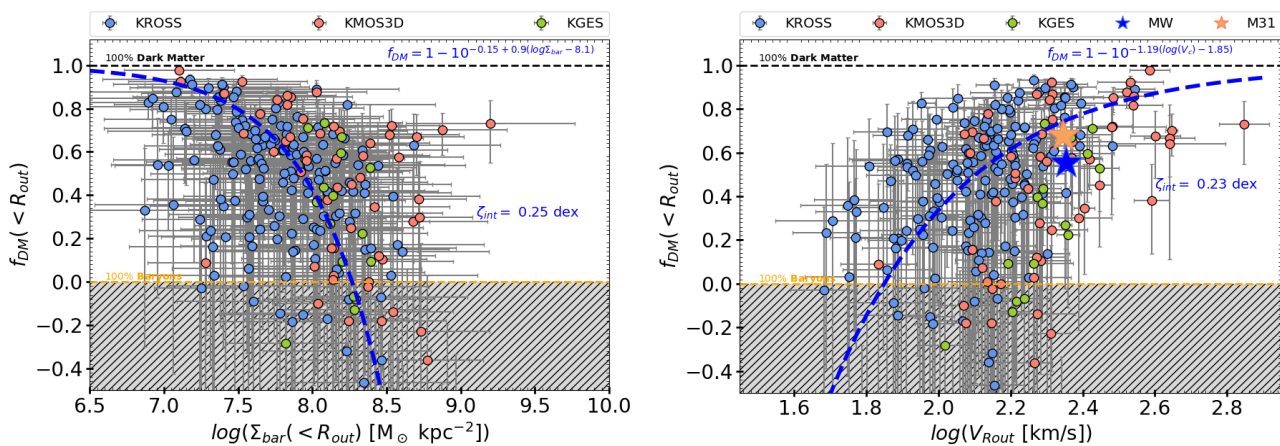 KROSS KMOS3D KGES
100% Dark Matter
f_DM = 1 − 10^{−0.15 + 0.9(logΣ_bar − 8.1)}
1.0
0.8
0.6
0.4
0.2
0.0
−0.2
−0.4
f_DM(< R_out)
ζ_int = 0.25 dex
100% Baryons
6.5 7.0 7.5 8.0 8.5 9.0 9.5 10.0
log(Σ_bar(< R_out) [M_⊙ kpc^{−2}])
KROSS KMOS3D KGES MW M31
100% Dark Matter
f_DM = 1 − 10^{−1.19(log(V_c) − 1.85)}
1.0
0.8
0.6
0.4
0.2
0.0
−0.2
−0.4
f_DM(< R_out)
ζ_int = 0.23 dex
100% Baryons
1.6 1.8 2.0 2.2 2.4 2.6 2.8
log(V_Rout [km/s])